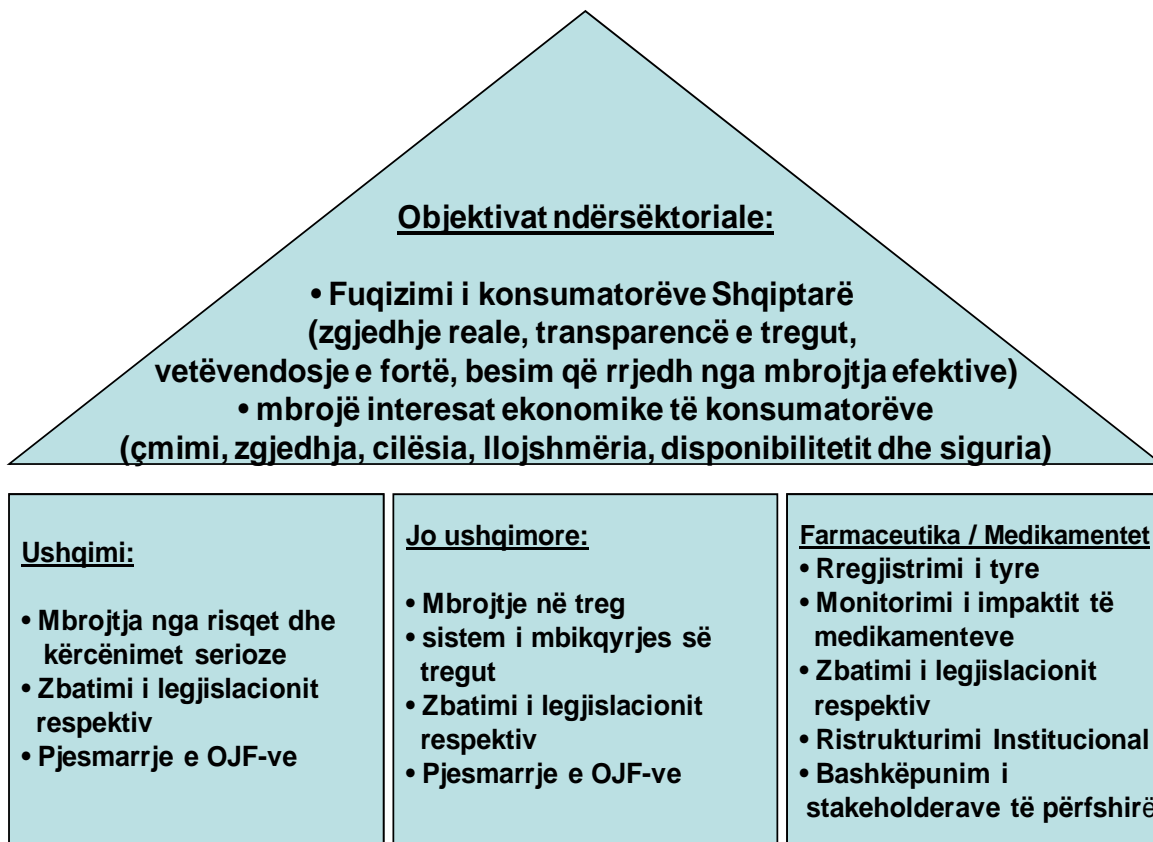 Objektivat ndërsëktoriale:
• Fuqizimi i konsumatorëve Shqiptarë
(zgjedhje reale, transparencë e tregut,
vetëvendosje e fortë, besim që rrjedh nga mbrojtja efektive)
• mbrojë interesat ekonomike të konsumatorëve
(çmimi, zgjedhja, cilësia, llojshmëria, disponibilitetit dhe siguria)
Ushqimi:
• Mbrojtja nga risqet dhe
kërcënimet serioze
• Zbatimi i legjislacionit
respektiv
• Pjesmarrje e OJF-ve
Jo ushqimore:
• Mbrojtje në treg
• sistem i mbikqyrjes së
tregut
• Zbatimi i legjislacionit
respektiv
• Pjesmarrje e OJF-ve
Farmaceutika / Medikamentet
• Rregjistrimi i tyre
• Monitorimi i impaktit të
medikamenteve
• Zbatimi i legjislacionit
respektiv
• Ristrukturimi Institucional
• Bashkëpunim i
stakeholderave të përfshirë